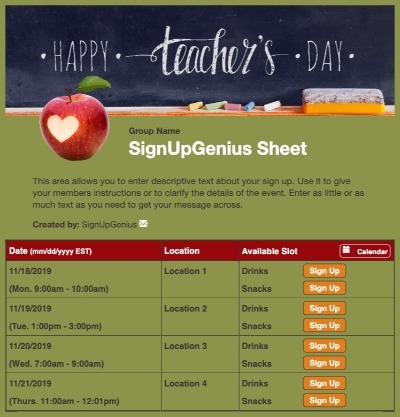 • HAPPY teacher's DAY •
Group Name
SignUpGenius Sheet
This area allows you to enter descriptive text about your sign up. Use it to give
your members instructions or to clarify the details of the event. Enter as little or as
much text as you need to get your message across.
Created by: SignUpGenius
Date (mm/dd/yyyy EST) Location Available Slot Calendar
11/18/2019 Location 1 Drinks Sign Up
(Mon. 9:00am - 10:00am) Snacks Sign Up
11/19/2019 Location 2 Drinks Sign Up
(Tue. 1:00pm - 3:00pm) Snacks Sign Up
11/20/2019 Location 3 Drinks Sign Up
(Wed. 7:00am - 9:00am) Snacks Sign Up
11/21/2019 Location 4 Drinks Sign Up
(Thurs. 11:00am - 12:01pm) Snacks Sign Up